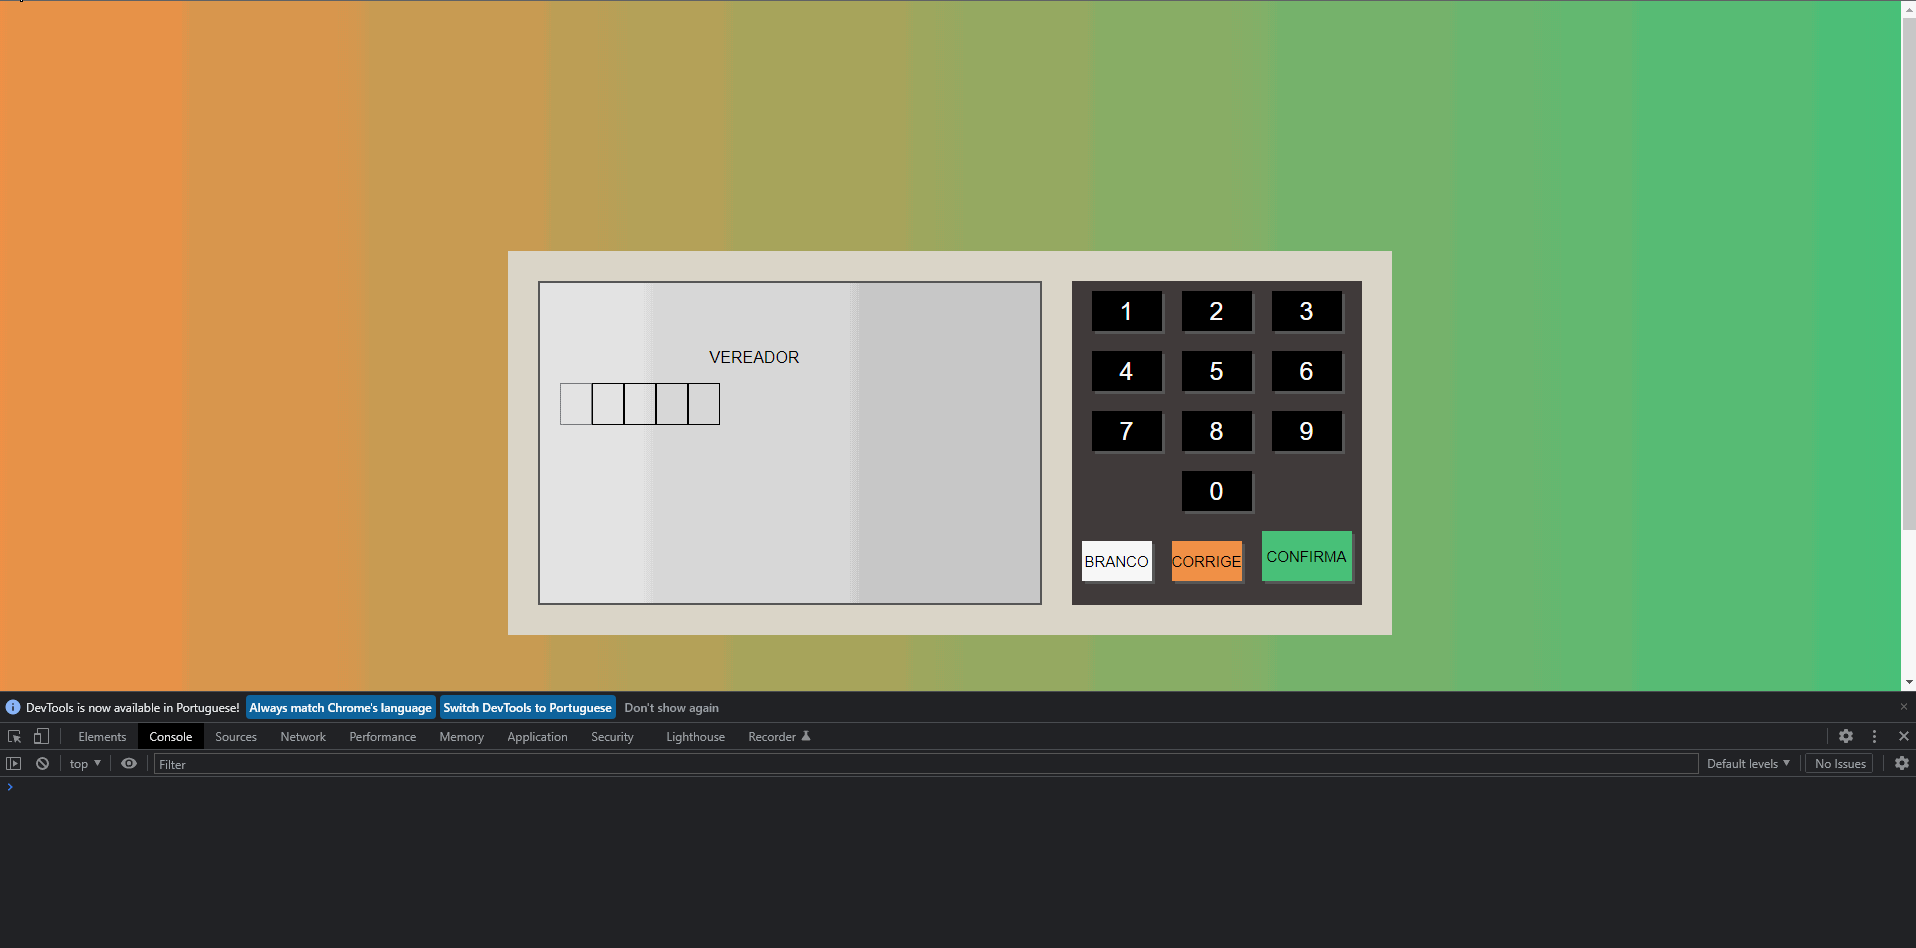 VEREADOR
1 2 3
4 5 6
7 8 9
0
BRANCO CORRIGE CONFIRMA
DevTools is now available in Portuguese! Always match Chrome's language Switch DevTools to Portuguese Don't show again
Elements Console Sources Network Performance Memory Application Security Lighthouse Recorder
top Filter Default levels No Issues